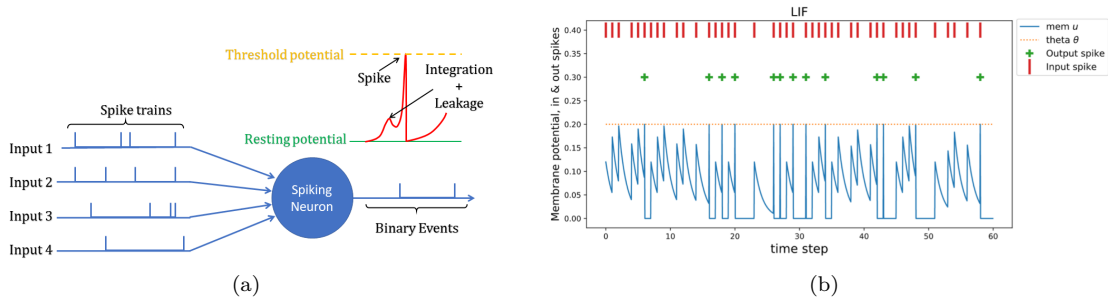 Threshold potential
Spike
Integration
+
Leakage
Spike trains
Resting potential
Input 1
Input 2
Input 3
Input 4
Spiking
Neuron
Binary Events
(a)
LIF
Membrane potential, in & out spikes
0.40
0.35
0.30
0.25
0.20
0.15
0.10
0.05
0.00
0
10
20
30
40
50
60
time step
mem u
theta θ
Output spike
Input spike
(b)